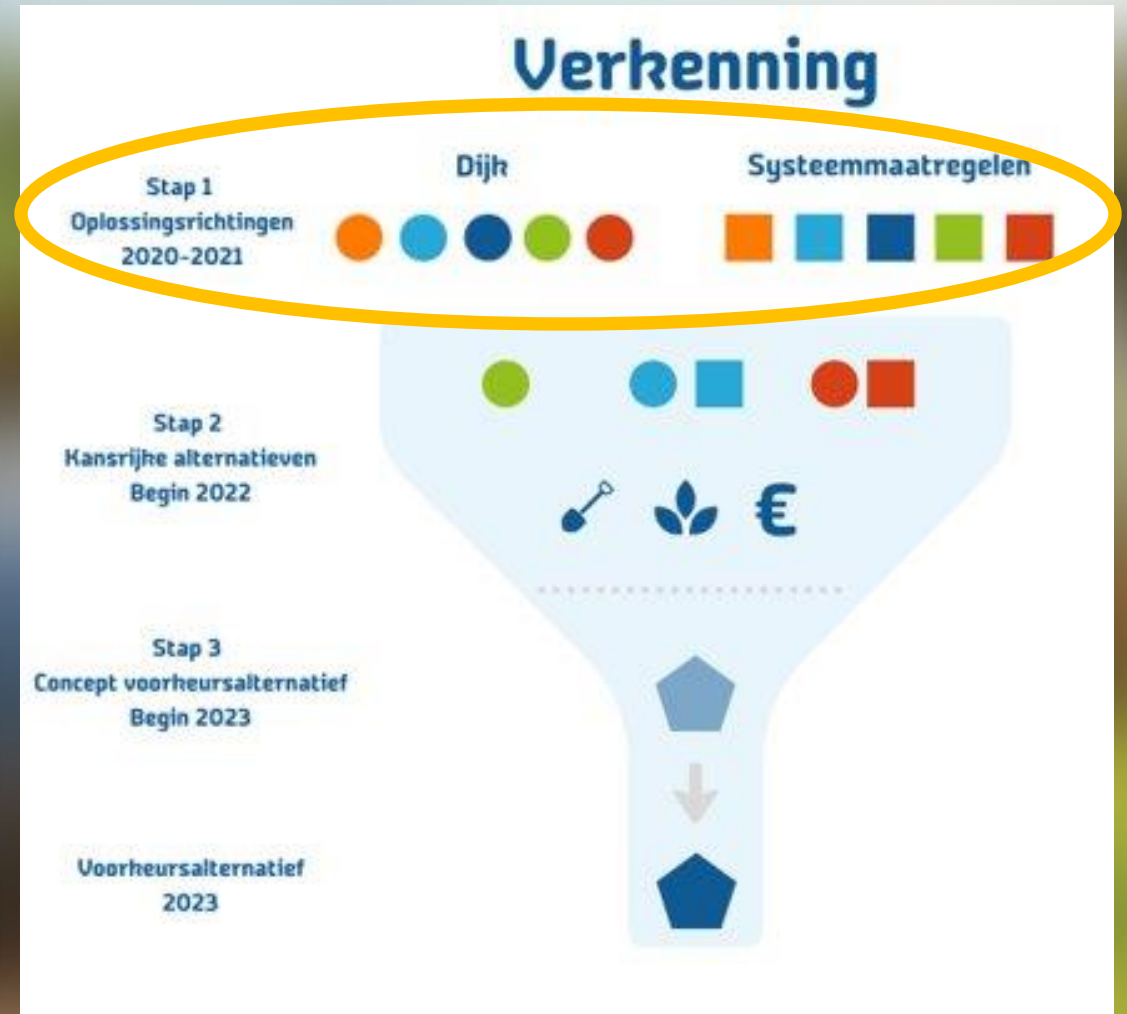 Verkenning
Dijk
Systeemmaatregelen
Stap 1
Oplossingsrichtingen
2020-2021
Stap 2
Kansrijke alternatieven
Begin 2022
€
Stap 3
Concept voorkeursalternatief
Begin 2023
Voorkeursalternatief
2023